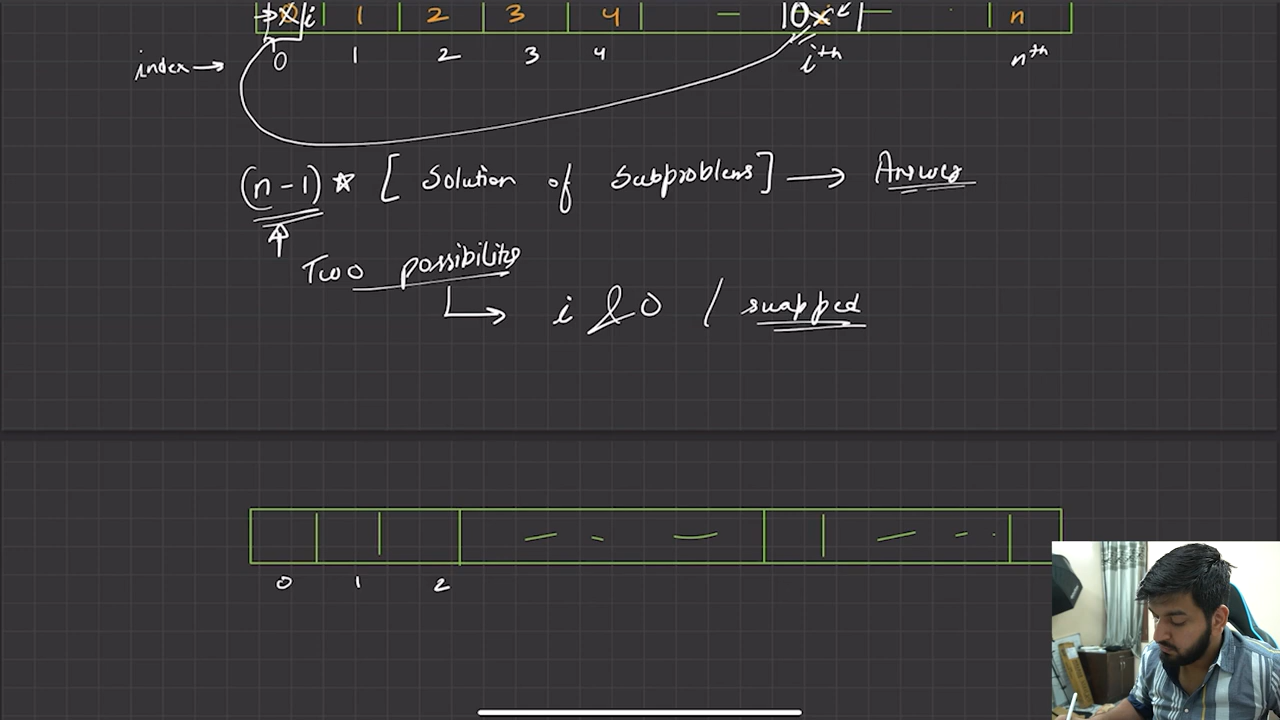 0 i 1 2 3 4 — 0 i — n
index → 0 1 2 3 4 ith nth
(n-1) * [ Solution of Subproblems ] → Answer
Two possibility
i & 0 / swapped
0 1 2